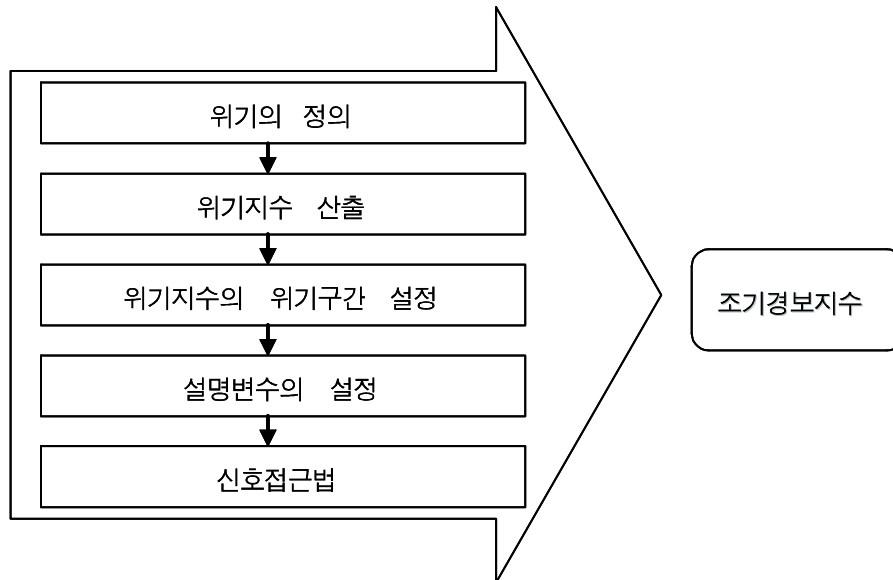 위기의 정의
위기지수 산출
위기지수의 위기구간 설정
설명변수의 설정
신호접근법
조기경보지수